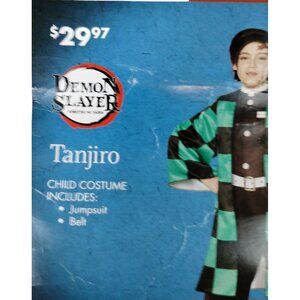 $29.97
DEMON
SLAYER
Tanjiro
CHILD COSTUME
INCLUDES:
• Jumpsuit
• Belt